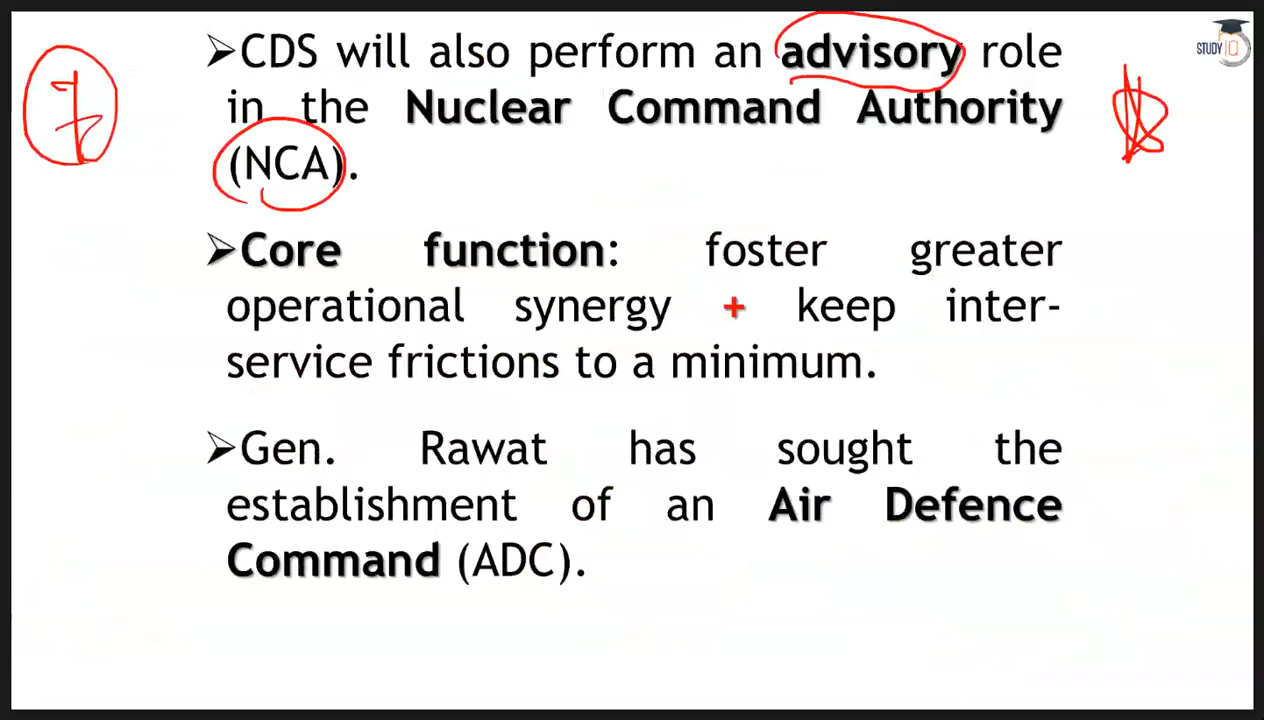 ➢CDS will also perform an advisory role
in the Nuclear Command Authority
(NCA).
➢Core function: foster greater
operational synergy + keep inter-
service frictions to a minimum.
➢Gen. Rawat has sought the
establishment of an Air Defence
Command (ADC).
STUDY IQ